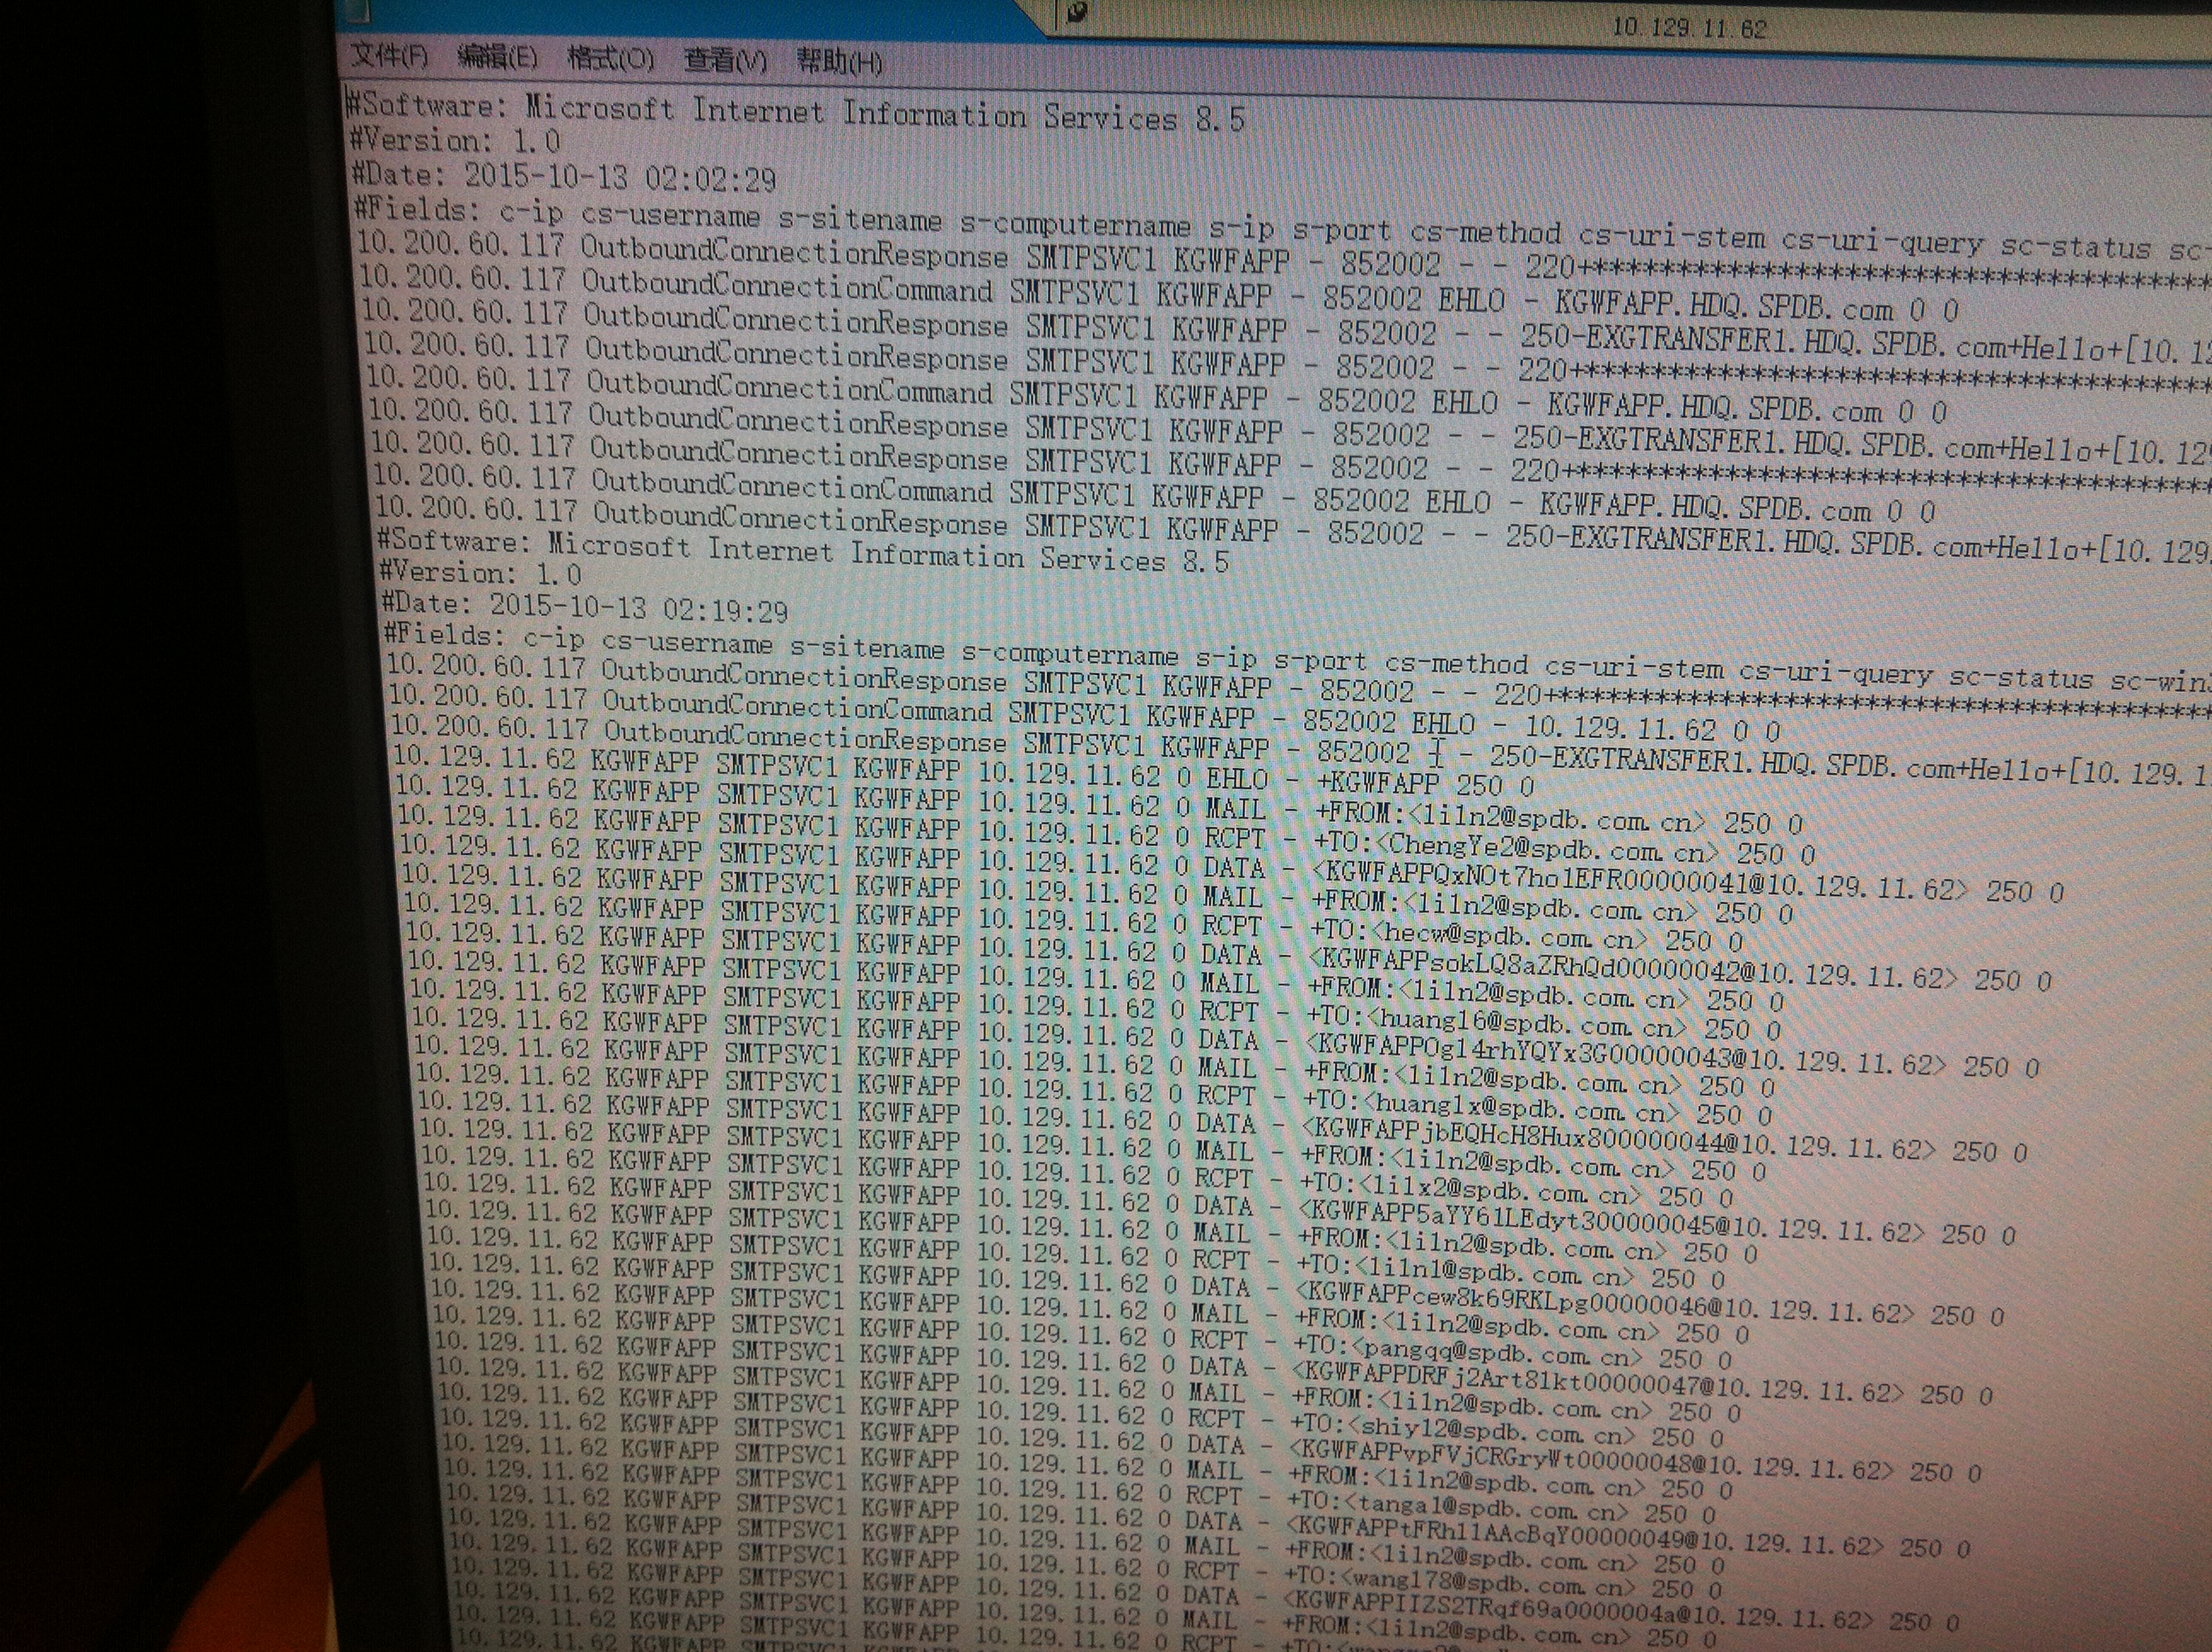 10.129.11.62
文件(F) 编辑(E) 格式(O) 查看(V) 帮助(H)
#Software: Microsoft Internet Information Services 8.5
#Version: 1.0
#Date: 2015-10-13 02:02:29
#Fields: c-ip cs-username s-sitename s-computername s-ip s-port cs-method cs-uri-stem cs-uri-query sc-status sc-
10.200.60.117 OutboundConnectionResponse SMTPSVC1 KGWFAPP - 852002 - - 220+****************************************
10.200.60.117 OutboundConnectionCommand SMTPSVC1 KGWFAPP - 852002 EHLO - KGWFAPP.HDQ.SPDB.com 0 0
10.200.60.117 OutboundConnectionResponse SMTPSVC1 KGWFAPP - 852002 - - 250-EXGTRANSFER1.HDQ.SPDB.com+Hello+[10.12
10.200.60.117 OutboundConnectionResponse SMTPSVC1 KGWFAPP - 852002 - - 220+****************************************
10.200.60.117 OutboundConnectionCommand SMTPSVC1 KGWFAPP - 852002 EHLO - KGWFAPP.HDQ.SPDB.com 0 0
10.200.60.117 OutboundConnectionResponse SMTPSVC1 KGWFAPP - 852002 - - 250-EXGTRANSFER1.HDQ.SPDB.com+Hello+[10.129
10.200.60.117 OutboundConnectionResponse SMTPSVC1 KGWFAPP - 852002 - - 220+****************************************
10.200.60.117 OutboundConnectionCommand SMTPSVC1 KGWFAPP - 852002 EHLO - KGWFAPP.HDQ.SPDB.com 0 0
10.200.60.117 OutboundConnectionResponse SMTPSVC1 KGWFAPP - 852002 - - 250-EXGTRANSFER1.HDQ.SPDB.com+Hello+[10.129.
#Software: Microsoft Internet Information Services 8.5
#Version: 1.0
#Date: 2015-10-13 02:19:29
#Fields: c-ip cs-username s-sitename s-computername s-ip s-port cs-method cs-uri-stem cs-uri-query sc-status sc-win
10.200.60.117 OutboundConnectionResponse SMTPSVC1 KGWFAPP - 852002 - - 220+****************************************
10.200.60.117 OutboundConnectionCommand SMTPSVC1 KGWFAPP - 852002 EHLO - 10.129.11.62 0 0
10.200.60.117 OutboundConnectionResponse SMTPSVC1 KGWFAPP - 852002 - - 250-EXGTRANSFER1.HDQ.SPDB.com+Hello+[10.129.1
10.129.11.62 KGWFAPP SMTPSVC1 KGWFAPP 10.129.11.62 0 EHLO - +KGWFAPP 250 0
10.129.11.62 KGWFAPP SMTPSVC1 KGWFAPP 10.129.11.62 0 MAIL - +FROM:<liln2@spdb.com.cn> 250 0
10.129.11.62 KGWFAPP SMTPSVC1 KGWFAPP 10.129.11.62 0 RCPT - +TO:<ChengYe2@spdb.com.cn> 250 0
10.129.11.62 KGWFAPP SMTPSVC1 KGWFAPP 10.129.11.62 0 DATA - <KGWFAPPQxNOt7ho1EFR00000041@10.129.11.62> 250 0
10.129.11.62 KGWFAPP SMTPSVC1 KGWFAPP 10.129.11.62 0 MAIL - +FROM:<liln2@spdb.com.cn> 250 0
10.129.11.62 KGWFAPP SMTPSVC1 KGWFAPP 10.129.11.62 0 RCPT - +TO:<hecw@spdb.com.cn> 250 0
10.129.11.62 KGWFAPP SMTPSVC1 KGWFAPP 10.129.11.62 0 DATA - <KGWFAPPsokLQ8aZRhQd00000042@10.129.11.62> 250 0
10.129.11.62 KGWFAPP SMTPSVC1 KGWFAPP 10.129.11.62 0 MAIL - +FROM:<liln2@spdb.com.cn> 250 0
10.129.11.62 KGWFAPP SMTPSVC1 KGWFAPP 10.129.11.62 0 RCPT - +TO:<huangl6@spdb.com.cn> 250 0
10.129.11.62 KGWFAPP SMTPSVC1 KGWFAPP 10.129.11.62 0 DATA - <KGWFAPPOgl4rhYQYx3G00000043@10.129.11.62> 250 0
10.129.11.62 KGWFAPP SMTPSVC1 KGWFAPP 10.129.11.62 0 MAIL - +FROM:<liln2@spdb.com.cn> 250 0
10.129.11.62 KGWFAPP SMTPSVC1 KGWFAPP 10.129.11.62 0 RCPT - +TO:<huanglx@spdb.com.cn> 250 0
10.129.11.62 KGWFAPP SMTPSVC1 KGWFAPP 10.129.11.62 0 DATA - <KGWFAPPjbEQHcH8Hux800000044@10.129.11.62> 250 0
10.129.11.62 KGWFAPP SMTPSVC1 KGWFAPP 10.129.11.62 0 MAIL - +FROM:<liln2@spdb.com.cn> 250 0
10.129.11.62 KGWFAPP SMTPSVC1 KGWFAPP 10.129.11.62 0 RCPT - +TO:<lilx2@spdb.com.cn> 250 0
10.129.11.62 KGWFAPP SMTPSVC1 KGWFAPP 10.129.11.62 0 DATA - <KGWFAPP5aYY61LEdyt300000045@10.129.11.62> 250 0
10.129.11.62 KGWFAPP SMTPSVC1 KGWFAPP 10.129.11.62 0 MAIL - +FROM:<liln2@spdb.com.cn> 250 0
10.129.11.62 KGWFAPP SMTPSVC1 KGWFAPP 10.129.11.62 0 RCPT - +TO:<liln1@spdb.com.cn> 250 0
10.129.11.62 KGWFAPP SMTPSVC1 KGWFAPP 10.129.11.62 0 DATA - <KGWFAPPcew8k69RKLpg00000046@10.129.11.62> 250 0
10.129.11.62 KGWFAPP SMTPSVC1 KGWFAPP 10.129.11.62 0 MAIL - +FROM:<liln2@spdb.com.cn> 250 0
10.129.11.62 KGWFAPP SMTPSVC1 KGWFAPP 10.129.11.62 0 RCPT - +TO:<pangqq@spdb.com.cn> 250 0
10.129.11.62 KGWFAPP SMTPSVC1 KGWFAPP 10.129.11.62 0 DATA - <KGWFAPPDRFj2Art81kt00000047@10.129.11.62> 250 0
10.129.11.62 KGWFAPP SMTPSVC1 KGWFAPP 10.129.11.62 0 MAIL - +FROM:<liln2@spdb.com.cn> 250 0
10.129.11.62 KGWFAPP SMTPSVC1 KGWFAPP 10.129.11.62 0 RCPT - +TO:<shiyl2@spdb.com.cn> 250 0
10.129.11.62 KGWFAPP SMTPSVC1 KGWFAPP 10.129.11.62 0 DATA - <KGWFAPPvpFVjCRGryWt00000048@10.129.11.62> 250 0
10.129.11.62 KGWFAPP SMTPSVC1 KGWFAPP 10.129.11.62 0 MAIL - +FROM:<liln2@spdb.com.cn> 250 0
10.129.11.62 KGWFAPP SMTPSVC1 KGWFAPP 10.129.11.62 0 RCPT - +TO:<tangal@spdb.com.cn> 250 0
10.129.11.62 KGWFAPP SMTPSVC1 KGWFAPP 10.129.11.62 0 DATA - <KGWFAPPtFRh11AAcBqY00000049@10.129.11.62> 250 0
10.129.11.62 KGWFAPP SMTPSVC1 KGWFAPP 10.129.11.62 0 MAIL - +FROM:<liln2@spdb.com.cn> 250 0
10.129.11.62 KGWFAPP SMTPSVC1 KGWFAPP 10.129.11.62 0 RCPT - +TO:<wangl78@spdb.com.cn> 250 0
10.129.11.62 KGWFAPP SMTPSVC1 KGWFAPP 10.129.11.62 0 DATA - <KGWFAPPIIZS2TRqf69a0000004a@10.129.11.62> 250 0
10.129.11.62 KGWFAPP SMTPSVC1 KGWFAPP 10.129.11.62 0 MAIL - +FROM:<liln2@spdb.com.cn> 250 0
10.129.11.62 KGWFAPP SMTPSVC1 KGWFAPP 10.129.11.62 0 RCPT